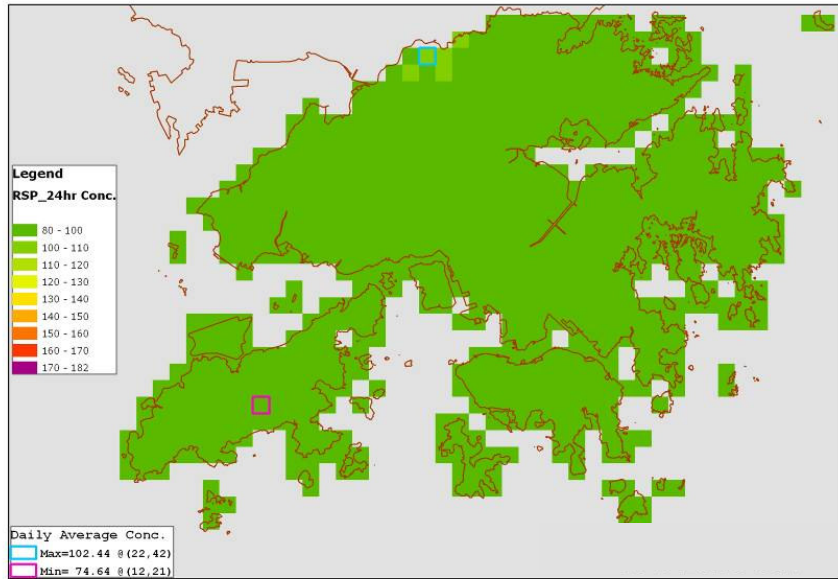 Legend
RSP_24hr Conc.
80 - 100
100 - 110
110 - 120
120 - 130
130 - 140
140 - 150
150 - 160
160 - 170
170 - 182
Daily Average Conc.
Max=102.44 @(22,42)
Min= 74.64 @(12,21)